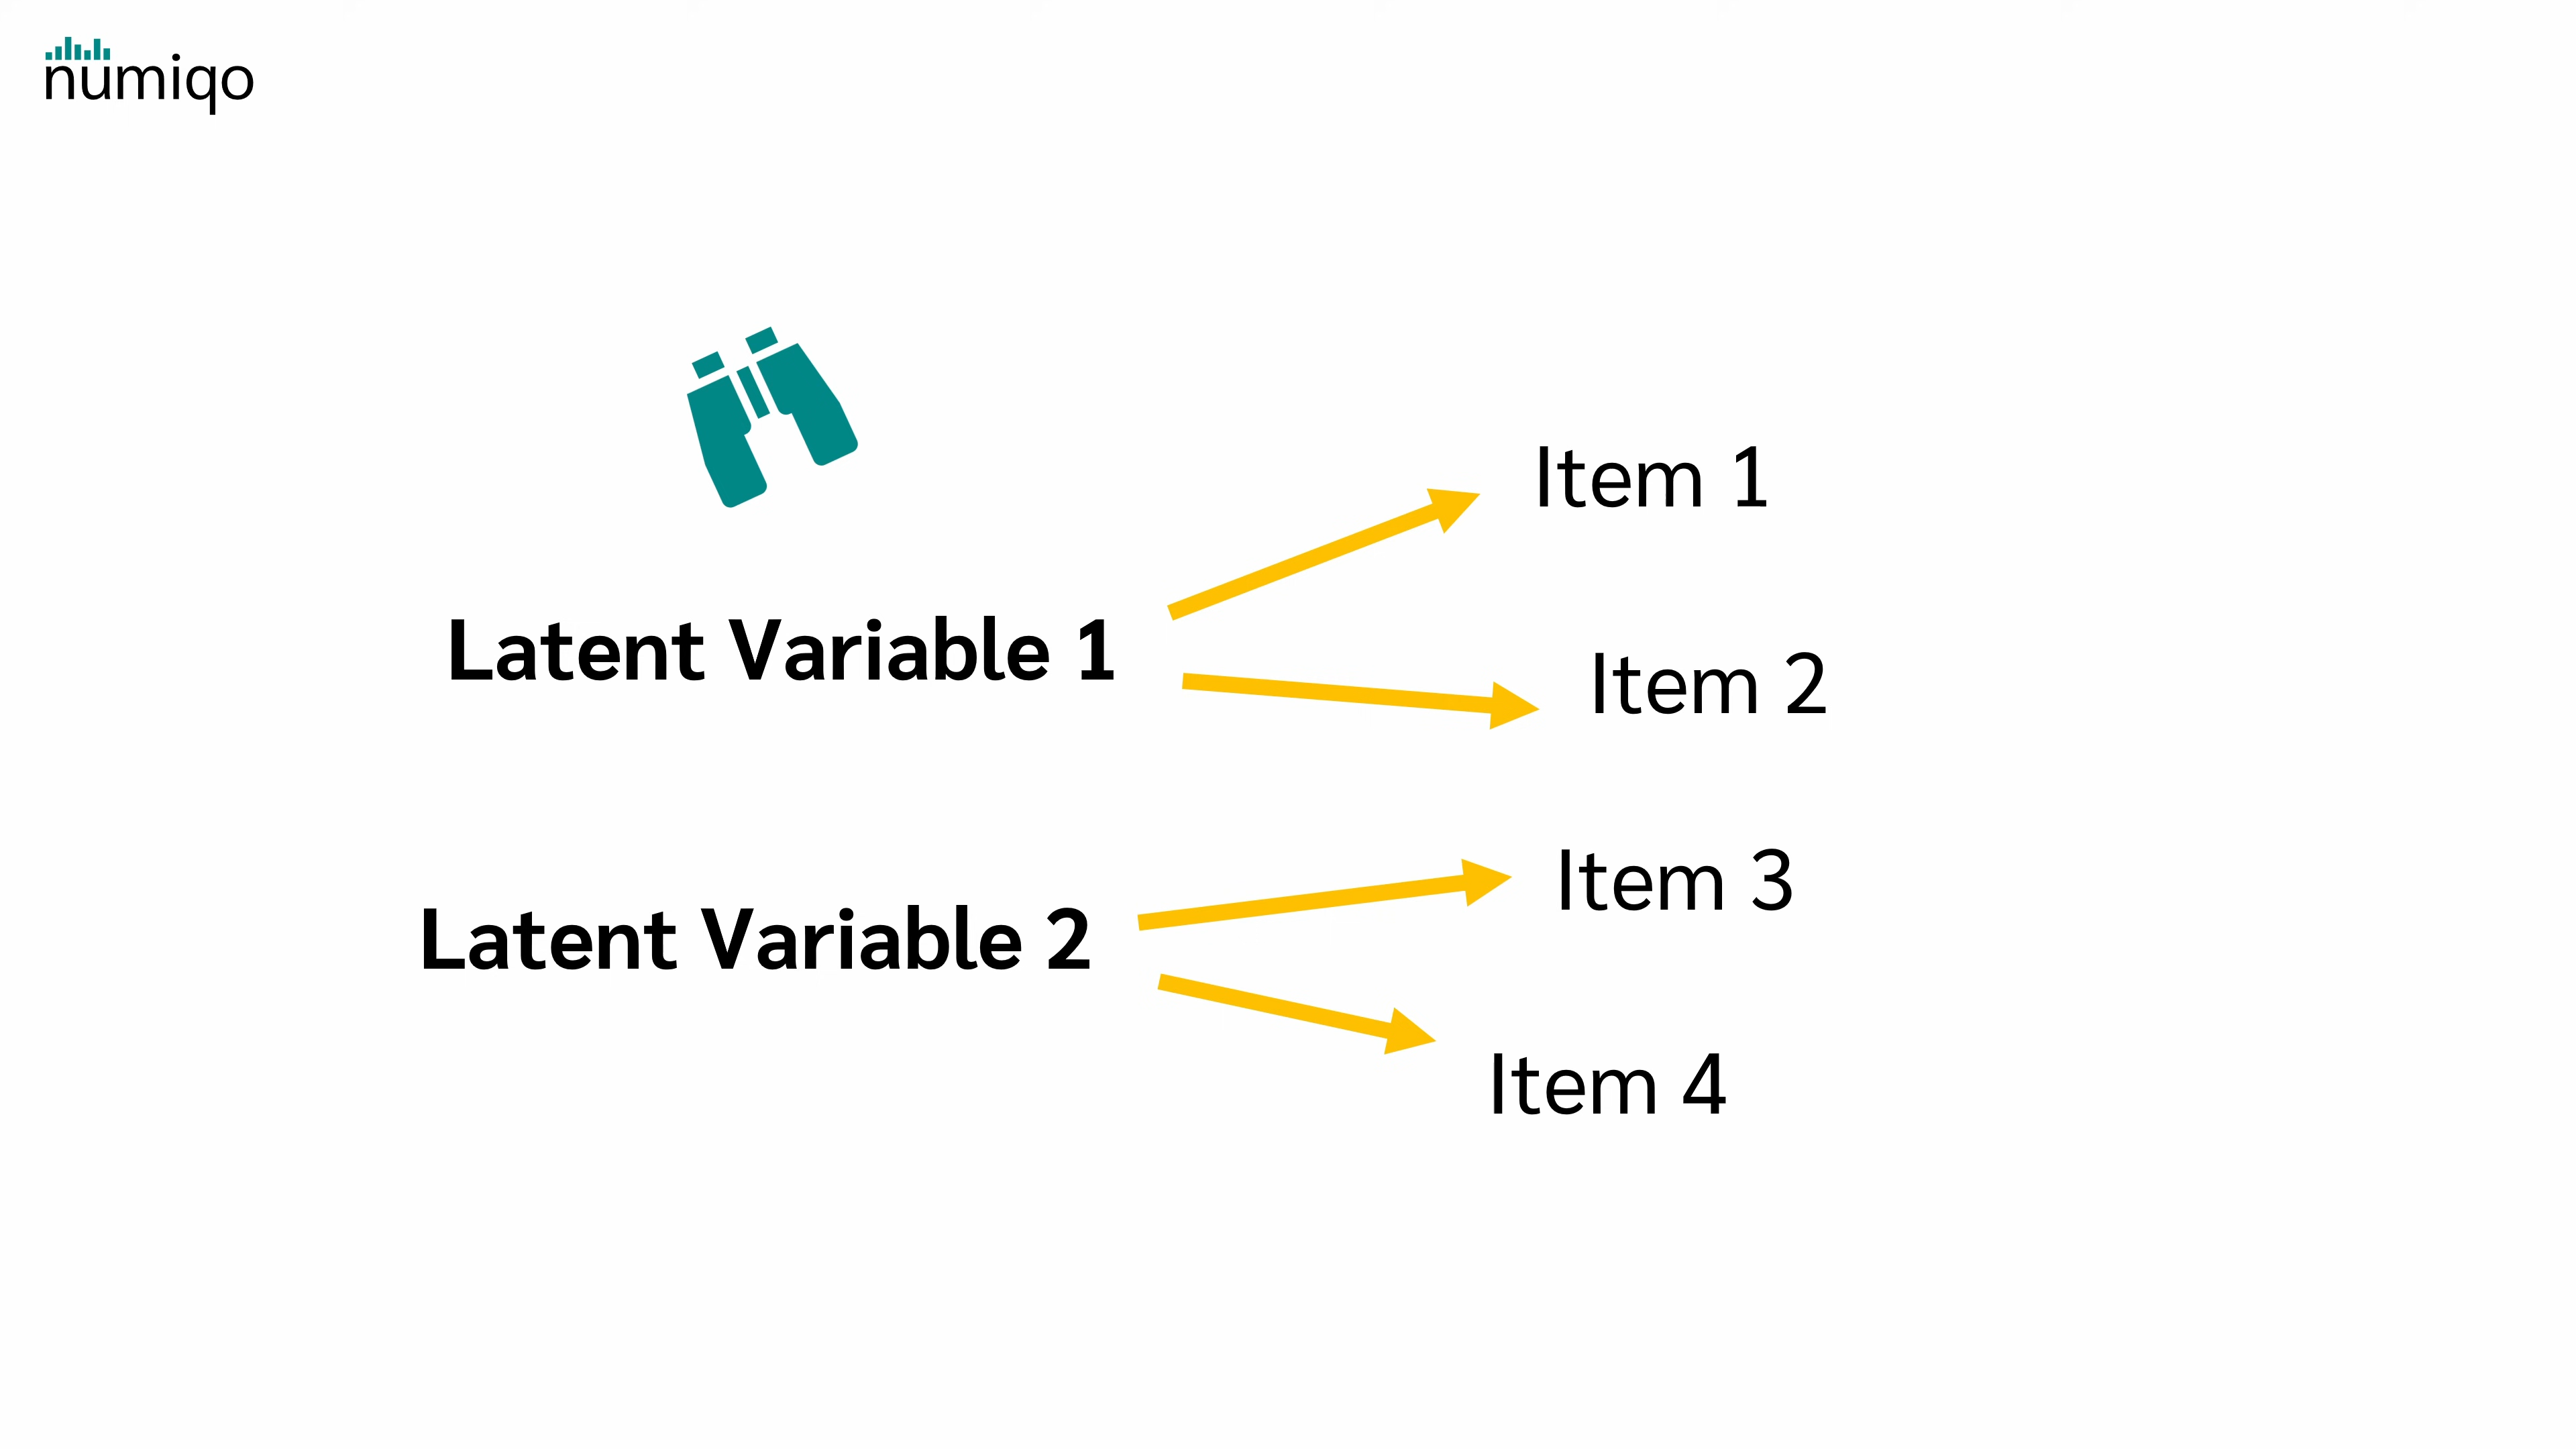 numiqo
Item 1
Latent Variable 1
Item 2
Item 3
Latent Variable 2
Item 4